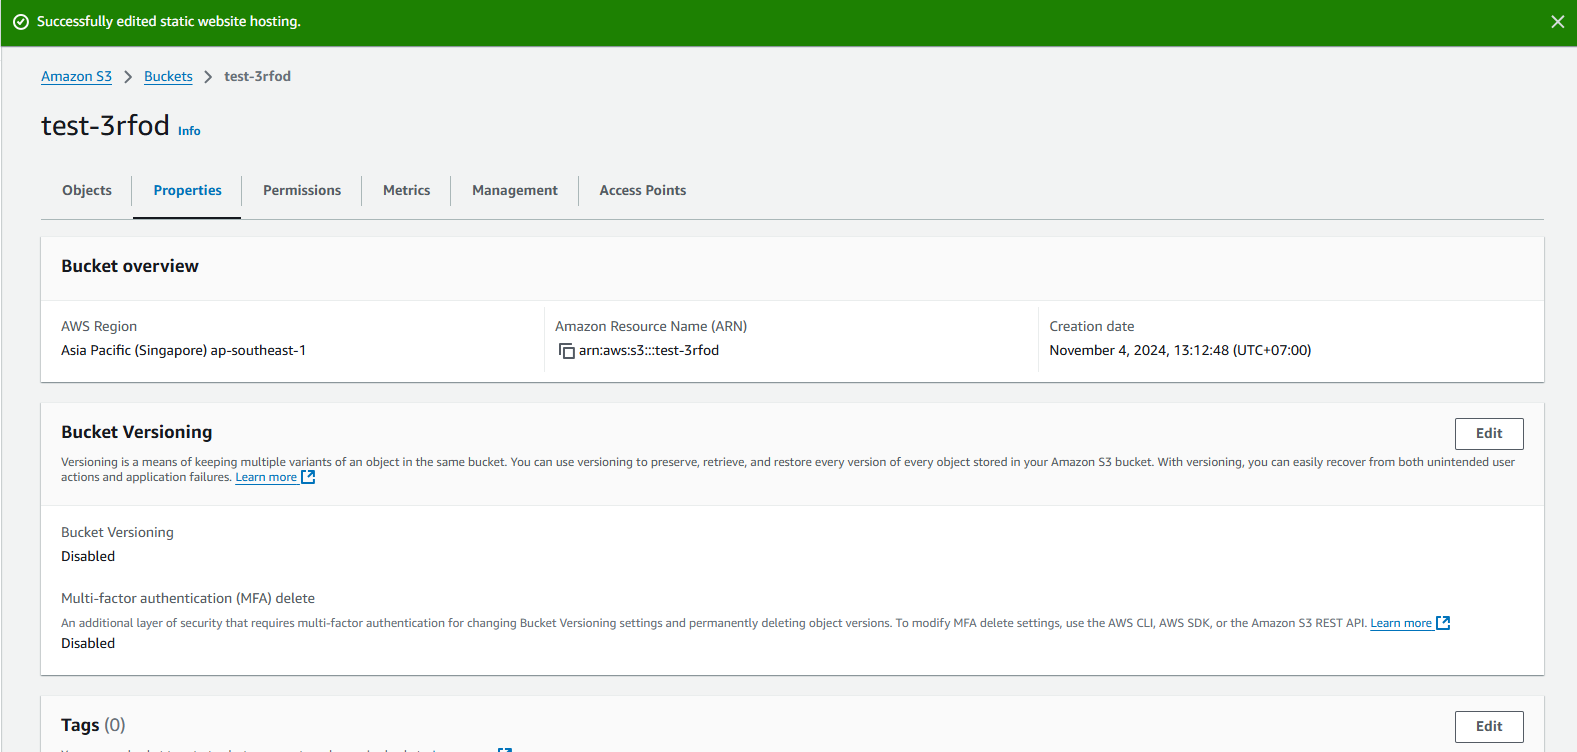 Successfully edited static website hosting.
Amazon S3 > Buckets > test-3rfod
test-3rfod Info
Objects Properties Permissions Metrics Management Access Points
Bucket overview
AWS Region
Asia Pacific (Singapore) ap-southeast-1
Amazon Resource Name (ARN)
arn:aws:s3:::test-3rfod
Creation date
November 4, 2024, 13:12:48 (UTC+07:00)
Bucket Versioning
Edit
Versioning is a means of keeping multiple variants of an object in the same bucket. You can use versioning to preserve, retrieve, and restore every version of every object stored in your Amazon S3 bucket. With versioning, you can easily recover from both unintended user
actions and application failures. Learn more
Bucket Versioning
Disabled
Multi-factor authentication (MFA) delete
An additional layer of security that requires multi-factor authentication for changing Bucket Versioning settings and permanently deleting object versions. To modify MFA delete settings, use the AWS CLI, AWS SDK, or the Amazon S3 REST API. Learn more
Disabled
Tags (0)
Edit